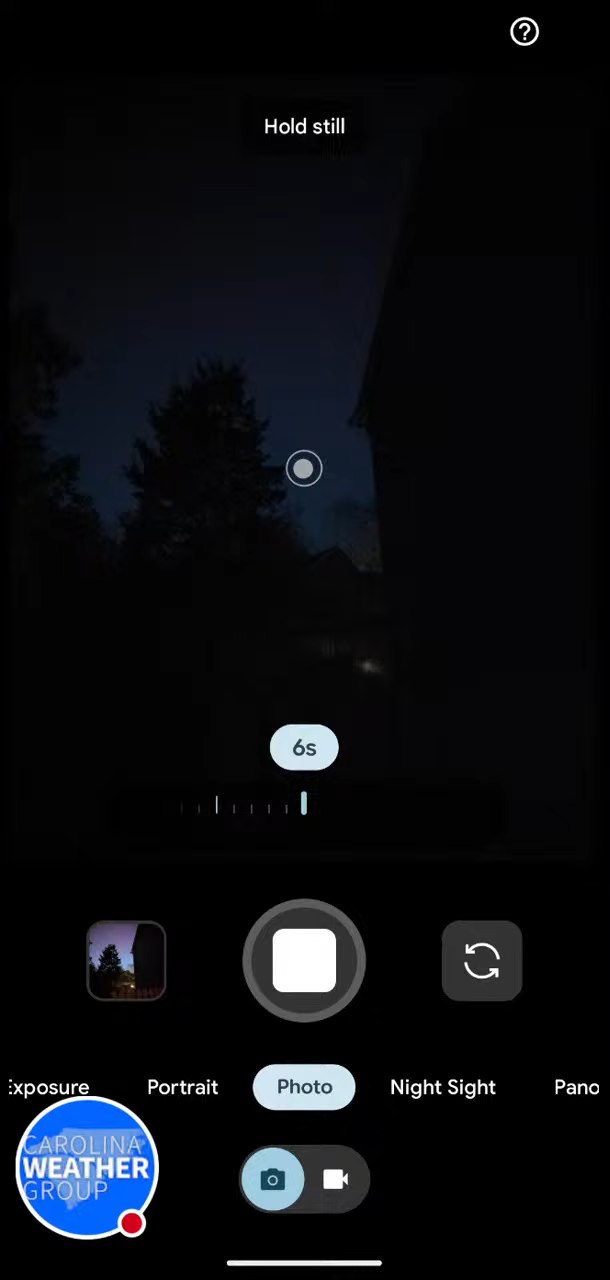 Hold still
6s
Exposure Portrait Photo Night Sight Pano
CAROLINA
WEATHER
GROUP